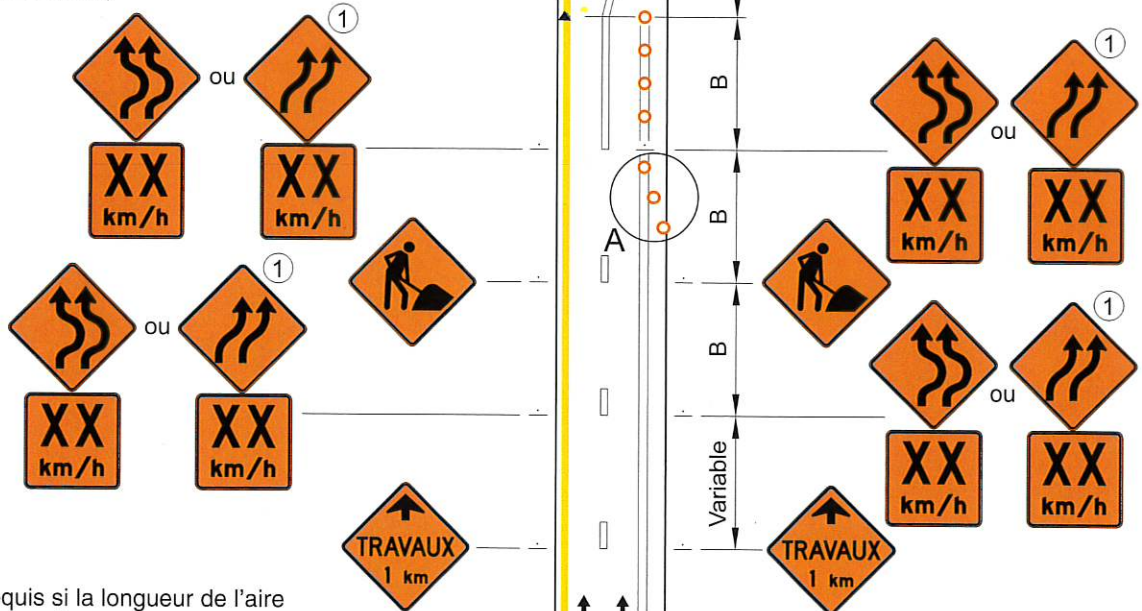 1
ou
XX
km/h
XX
km/h
1
ou
XX
km/h
XX
km/h
TRAVAUX
1 km
A
B
B
B
Variable
1
ou
XX
km/h
XX
km/h
1
ou
XX
km/h
XX
km/h
TRAVAUX
1 km
quis si la longueur de l'aire